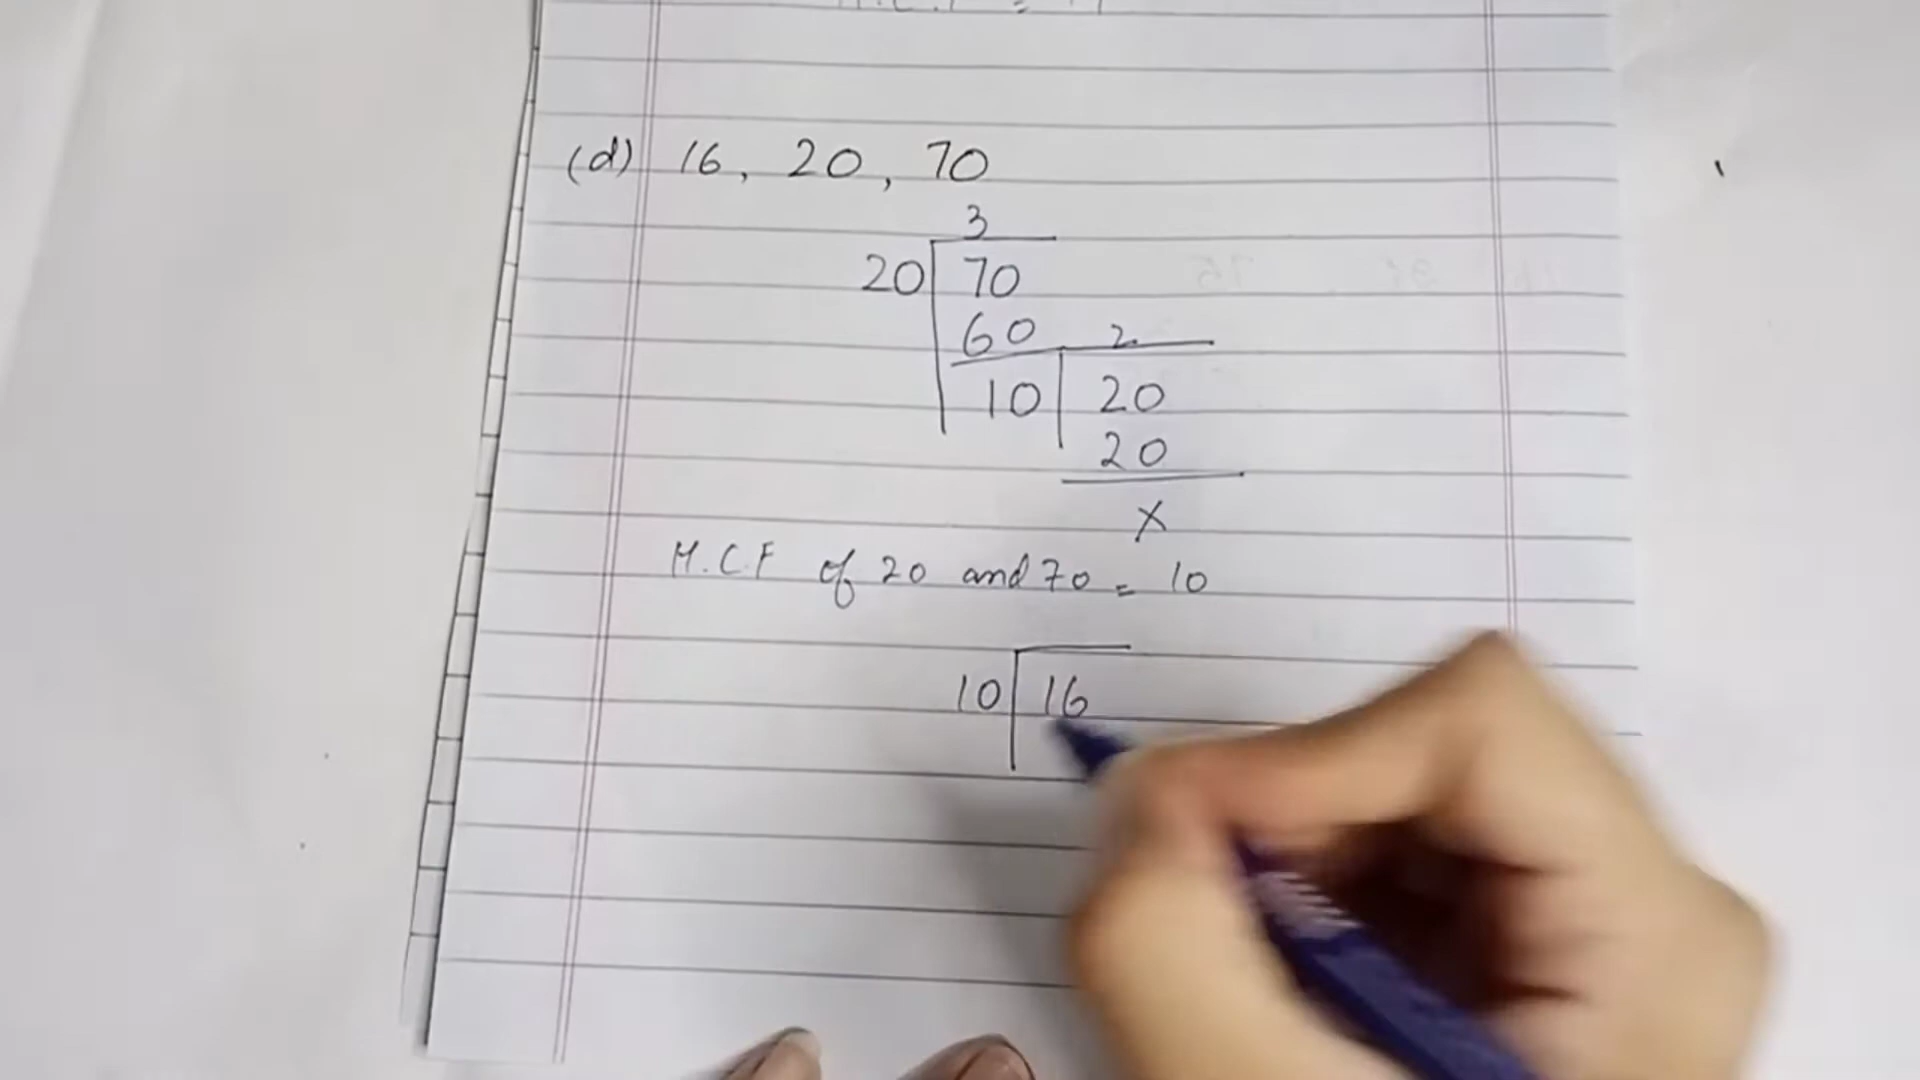 (d) 16, 20, 70
3
20 70
60 2
10 20
20
x
H.C.F of 20 and 70 = 10
10 16